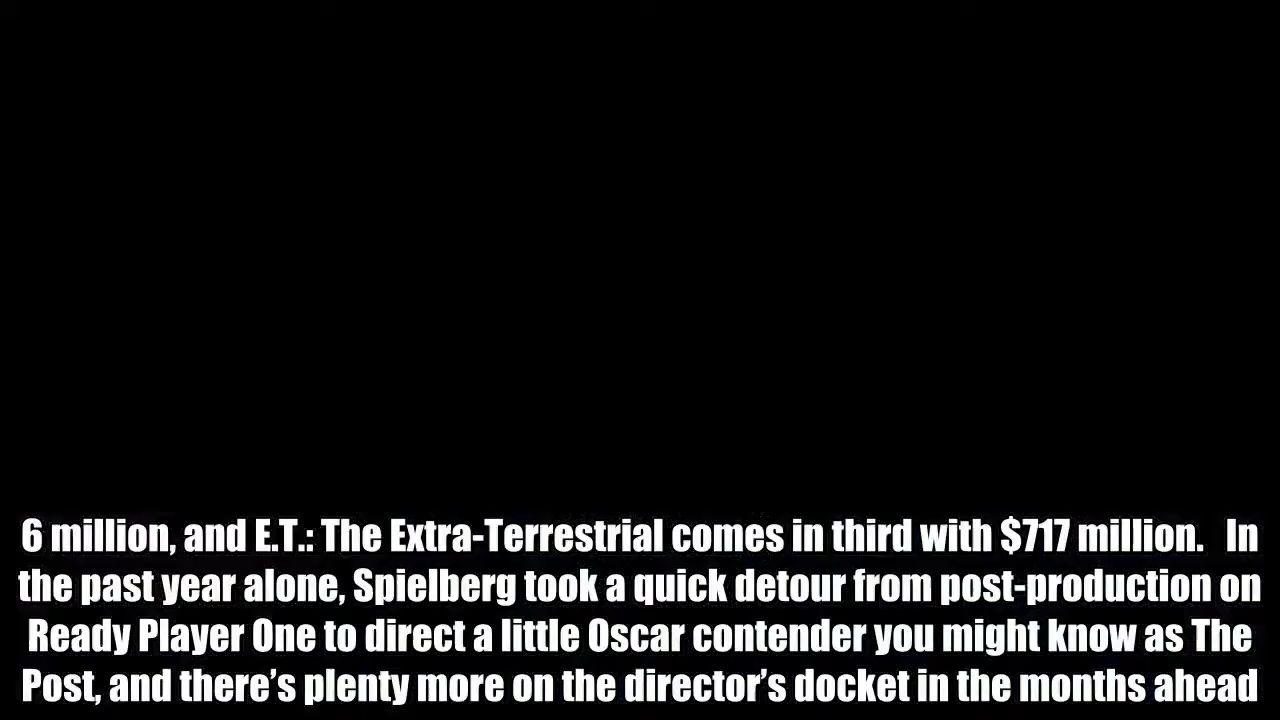 6 million, and E.T.: The Extra-Terrestrial comes in third with $717 million.   In
the past year alone, Spielberg took a quick detour from post-production on
Ready Player One to direct a little Oscar contender you might know as The
Post, and there’s plenty more on the director’s docket in the months ahead